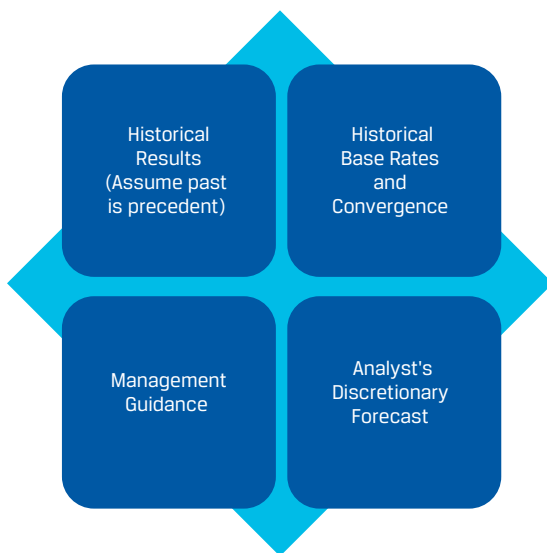 Historical
Results
(Assume past
is precedent)
Historical
Base Rates
and
Convergence
Management
Guidance
Analyst's
Discretionary
Forecast